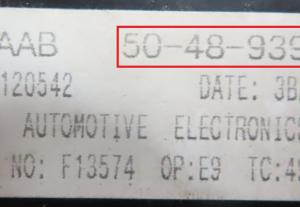 AAB 50-48-939
120542 DATE: 3B
AUTOMOTIVE ELECTRONIC
NO: F13574 OP:E9 TC:4